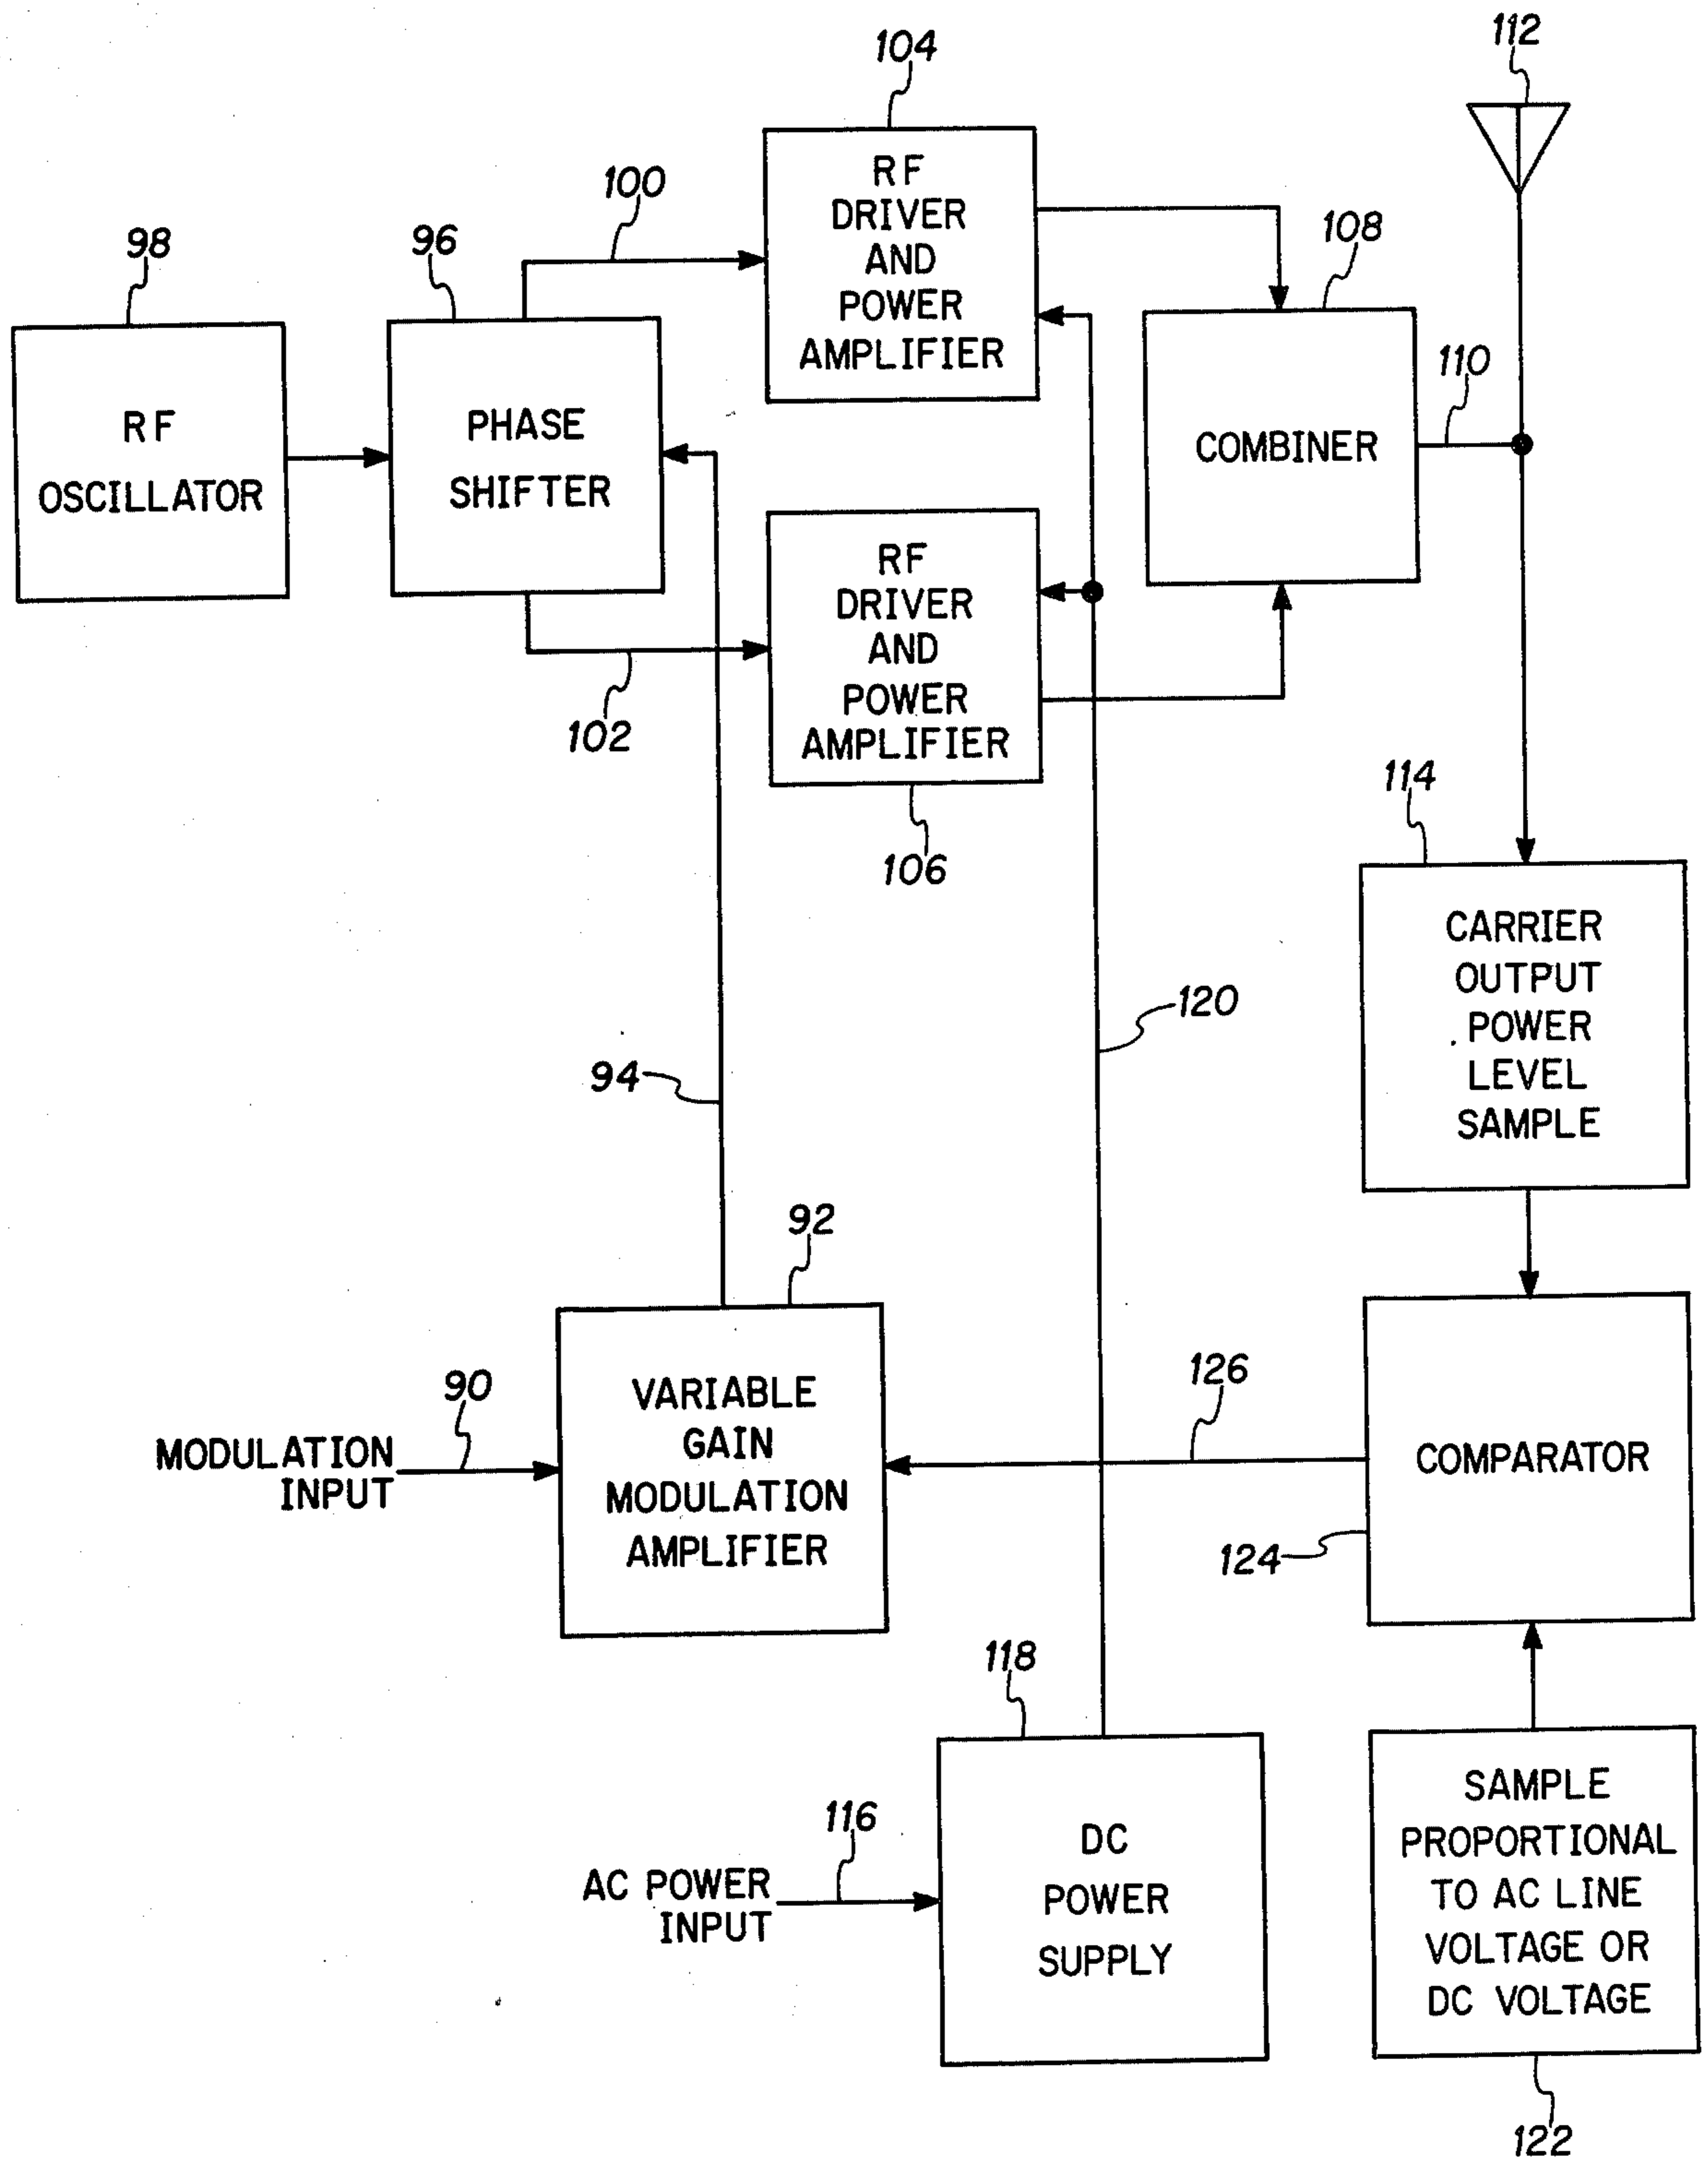 112
104
RF
DRIVER
AND
POWER
AMPLIFIER
100
98
96
108
RF
OSCILLATOR
PHASE
SHIFTER
COMBINER
110
RF
DRIVER
AND
POWER
AMPLIFIER
102
106
114
CARRIER
OUTPUT
POWER
LEVEL
SAMPLE
120
94
92
VARIABLE
GAIN
MODULATION
AMPLIFIER
90
MODULATION
INPUT
126
COMPARATOR
124
118
DC
POWER
SUPPLY
116
AC POWER
INPUT
SAMPLE
PROPORTIONAL
TO AC LINE
VOLTAGE OR
DC VOLTAGE
122